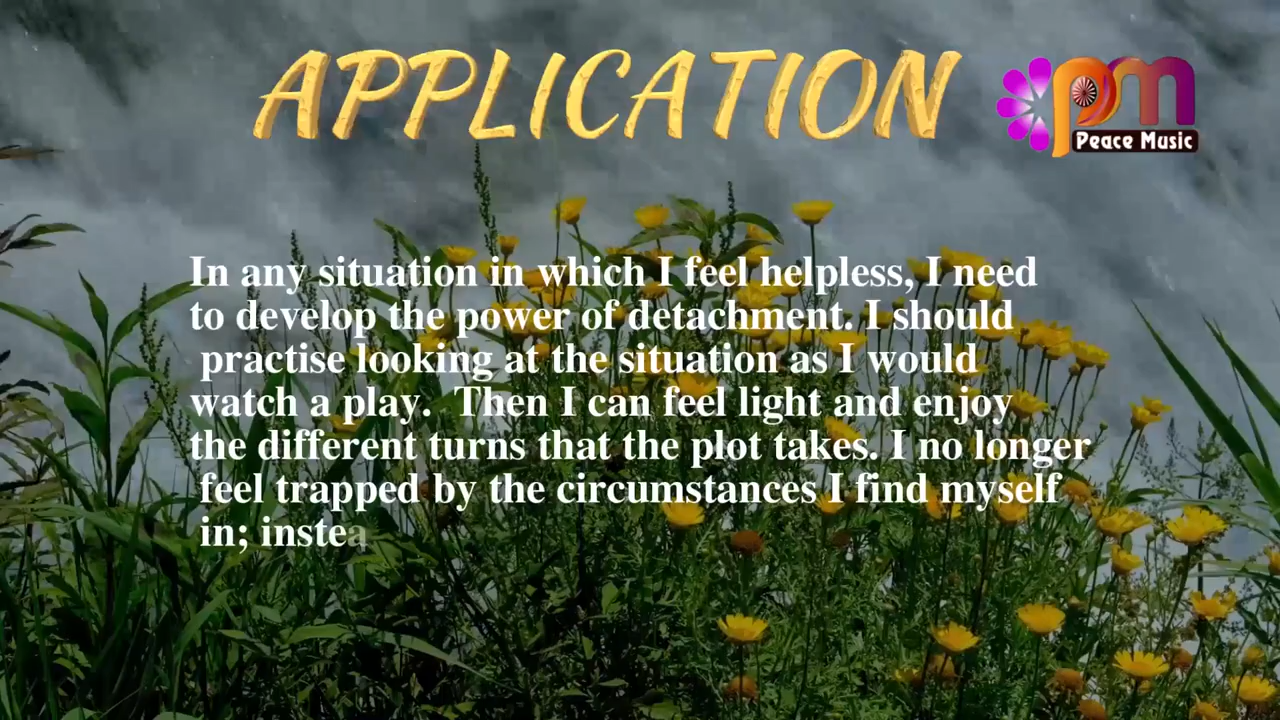 APPLICATION
pm
Peace Music
In any situation in which I feel helpless, I need
to develop the power of detachment. I should
practise looking at the situation as I would
watch a play.  Then I can feel light and enjoy
the different turns that the plot takes. I no longer
feel trapped by the circumstances I find myself
in; instea